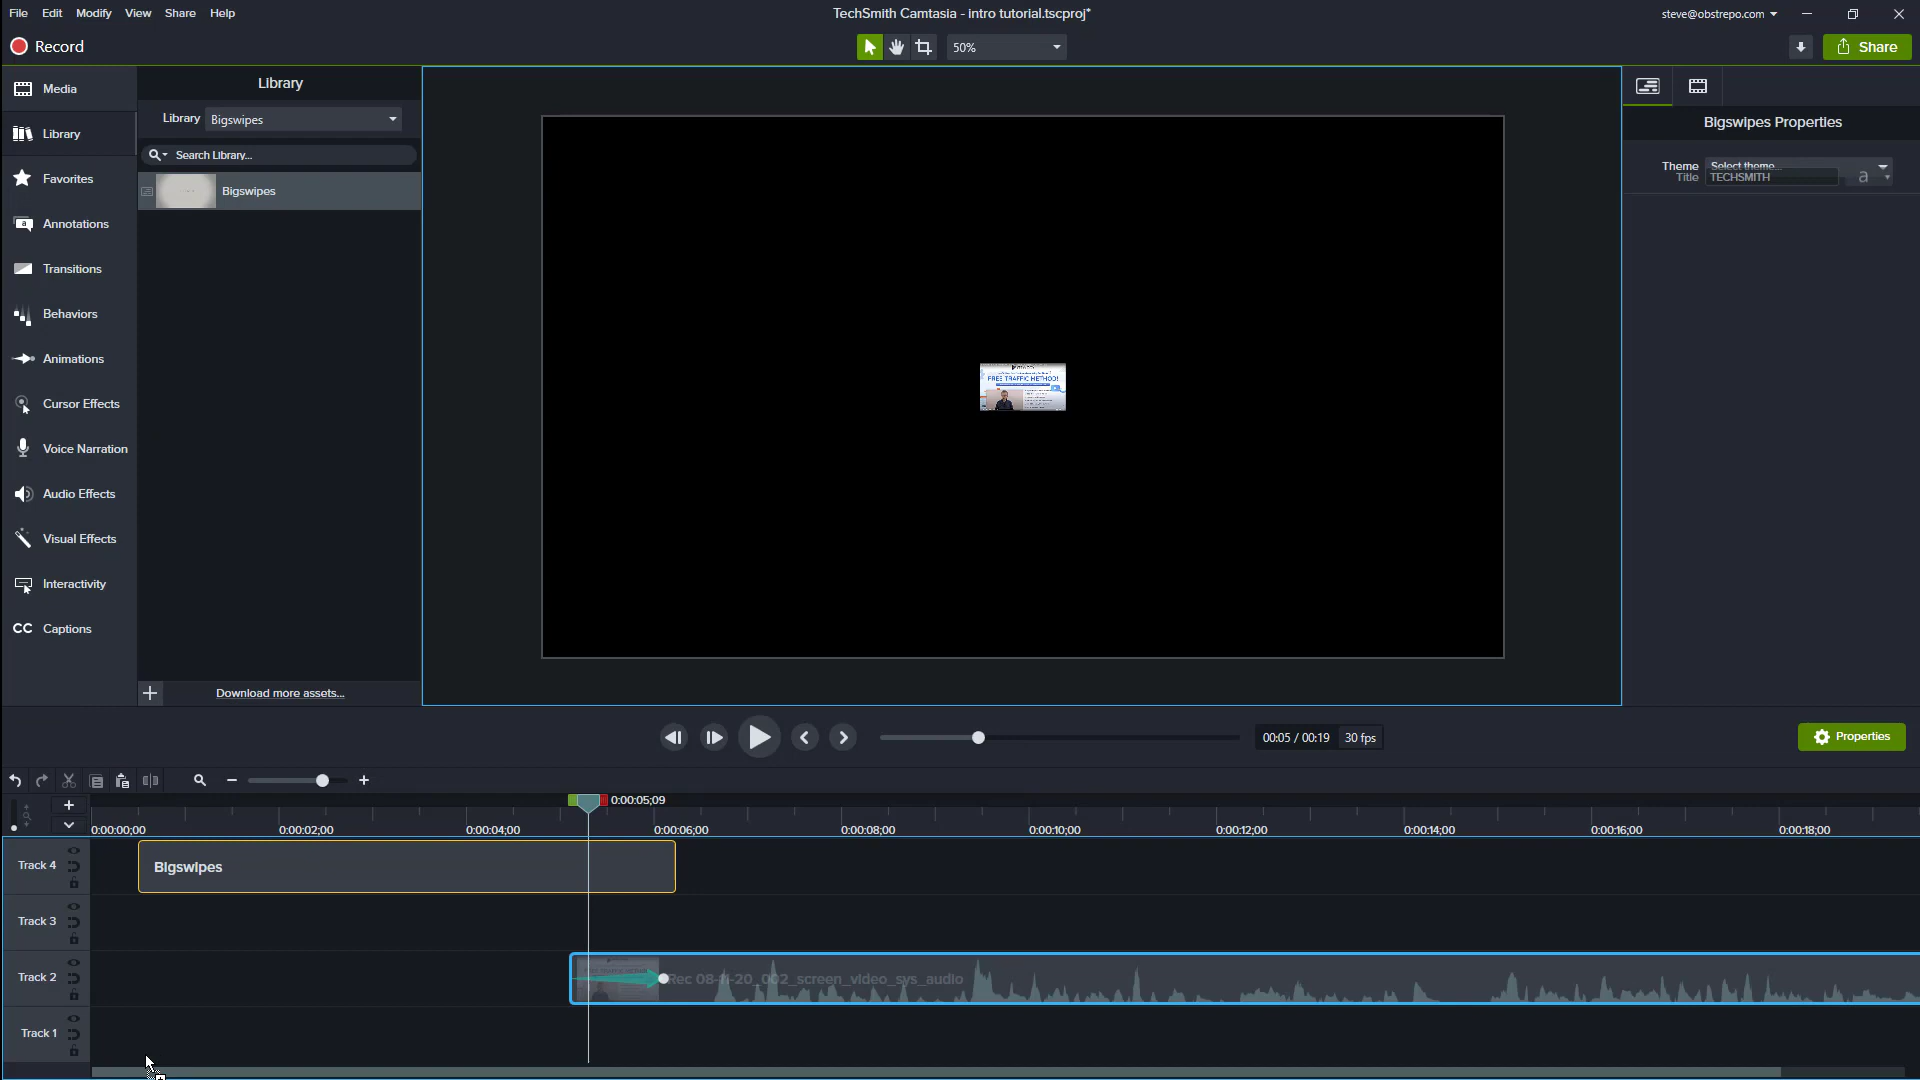 File Edit Modify View Share Help
TechSmith Camtasia - intro tutorial.tscproj*
steve@obstrepo.com
Record
50%
Share
Media
Library
Favorites
Annotations
Transitions
Behaviors
Animations
Cursor Effects
Voice Narration
Audio Effects
Visual Effects
Interactivity
CC Captions
Library
Library Bigswipes
Search Library...
Bigswipes
Download more assets...
FREE TRAFFIC METHOD!
Bigswipes Properties
Theme Select theme...
Title TECHSMITH a
00:05 / 00:19 30 fps
Properties
0:00:05;09
0:00:00;00 0:00:02;00 0:00:04;00 0:00:06;00 0:00:08;00 0:00:10;00 0:00:12;00 0:00:14;00 0:00:16;00 0:00:18;00
Track 4
Bigswipes
Track 3
Track 2
Rec 08-11-20_002_screen_video_sys_audio
Track 1